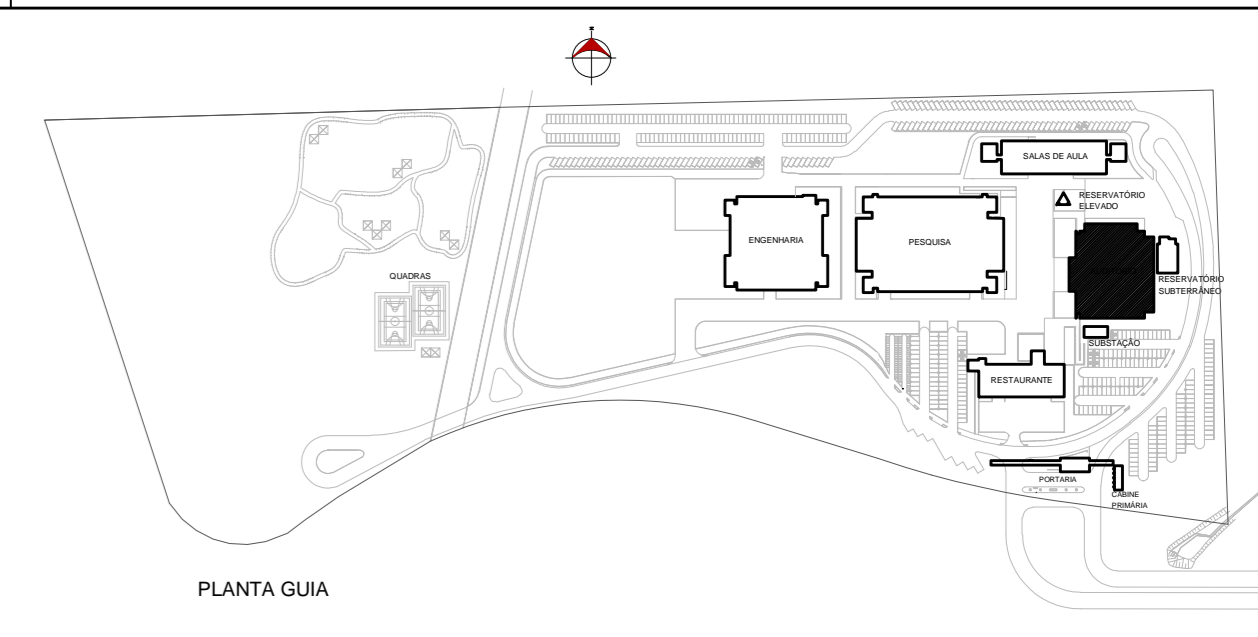 SALAS DE AULA
RESERVATÓRIO
ELEVADO
ENGENHARIA
PESQUISA
QUADRAS
RESERVATÓRIO
SUBTERRÂNEO
SUBSTAÇÃO
RESTAURANTE
PORTARIA
CABINE
PRIMÁRIA
PLANTA GUIA